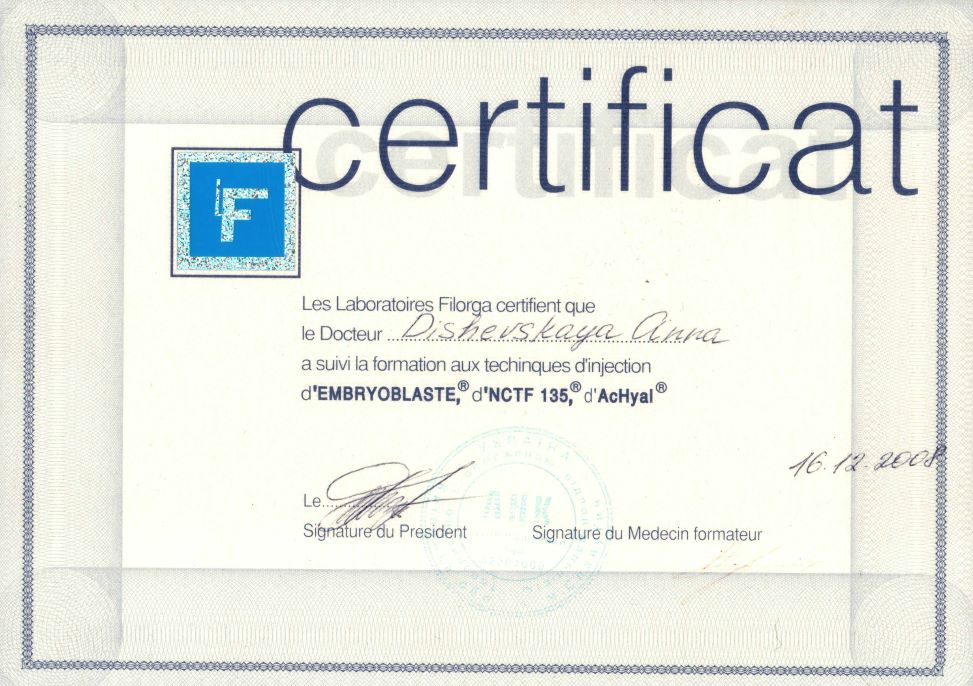 certificat
F
Les Laboratoires Filorga certifient que
le Docteur Dishevskaya Anna
a suivi la formation aux techinques d'injection
d'EMBRYOBLASTE,® d'NCTF 135,® d'AcHyal®
16.12.2008
Le
Signature du President
Signature du Medecin formateur
УКРАЇНА